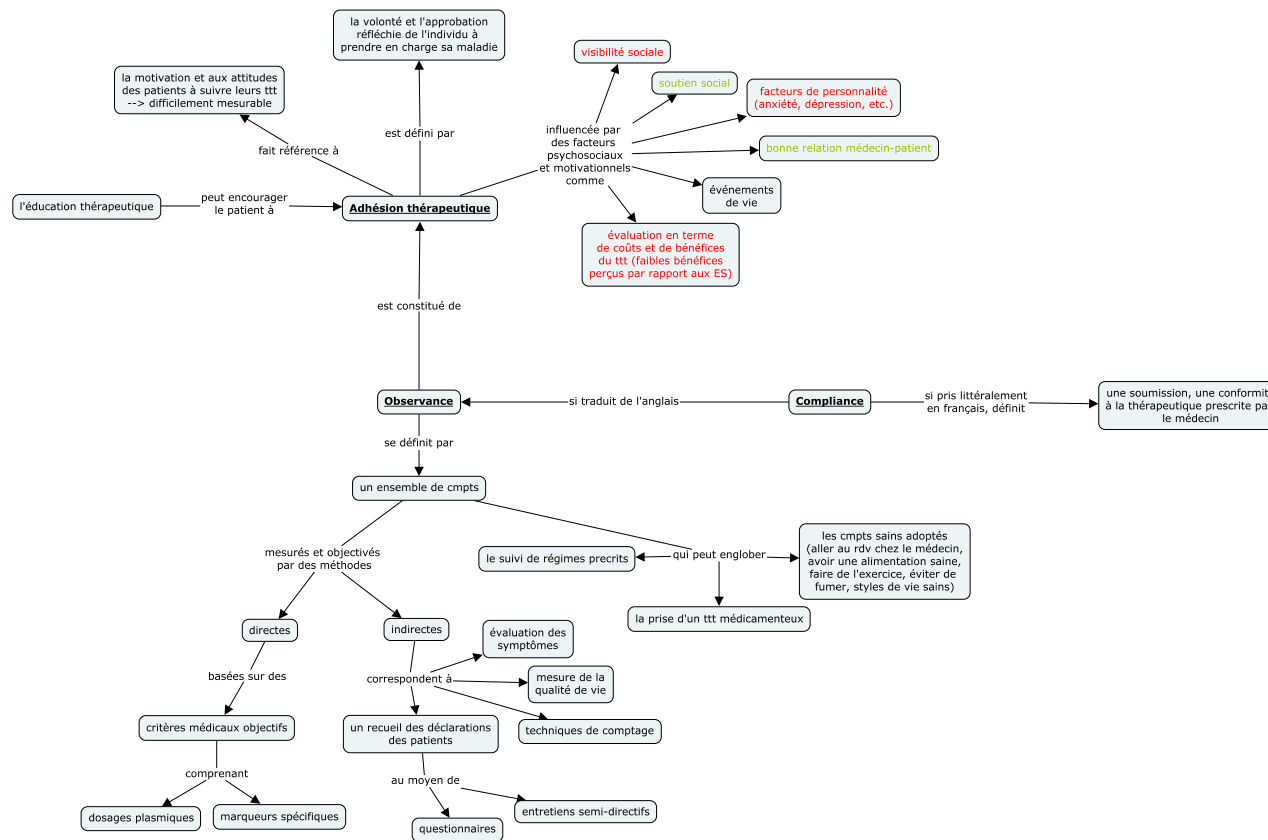 la volonté et l'approbation
réfléchie de l'individu à
prendre en charge sa maladie
la motivation et aux attitudes
des patients à suivre leurs ttt
--> difficilement mesurable
visibilité sociale
soutien social
facteurs de personnalité
(anxiété, dépression, etc.)
est défini par
influencée par
des facteurs
psychosociaux
et motivationnels
comme
fait référence à
bonne relation médecin-patient
événements
de vie
l'éducation thérapeutique
peut encourager
le patient à
Adhésion thérapeutique
évaluation en terme
de coûts et de bénéfices
du ttt (faibles bénéfices
perçus par rapport aux ES)
est constitué de
Observance
si traduit de l'anglais
Compliance
si pris littéralement
en français, définit
une soumission, une conformit
à la thérapeutique prescrite pa
le médecin
se définit par
un ensemble de cmpts
mesurés et objectivés
par des méthodes
le suivi de régimes precrits
qui peut englober
les cmpts sains adoptés
(aller au rdv chez le médecin,
avoir une alimentation saine,
faire de l'exercice, éviter de
fumer, styles de vie sains)
la prise d'un ttt médicamenteux
directes
indirectes
évaluation des
symptômes
basées sur des
correspondent à
mesure de la
qualité de vie
critères médicaux objectifs
un recueil des déclarations
des patients
techniques de comptage
comprenant
au moyen de
dosages plasmiques
marqueurs spécifiques
questionnaires
entretiens semi-directifs